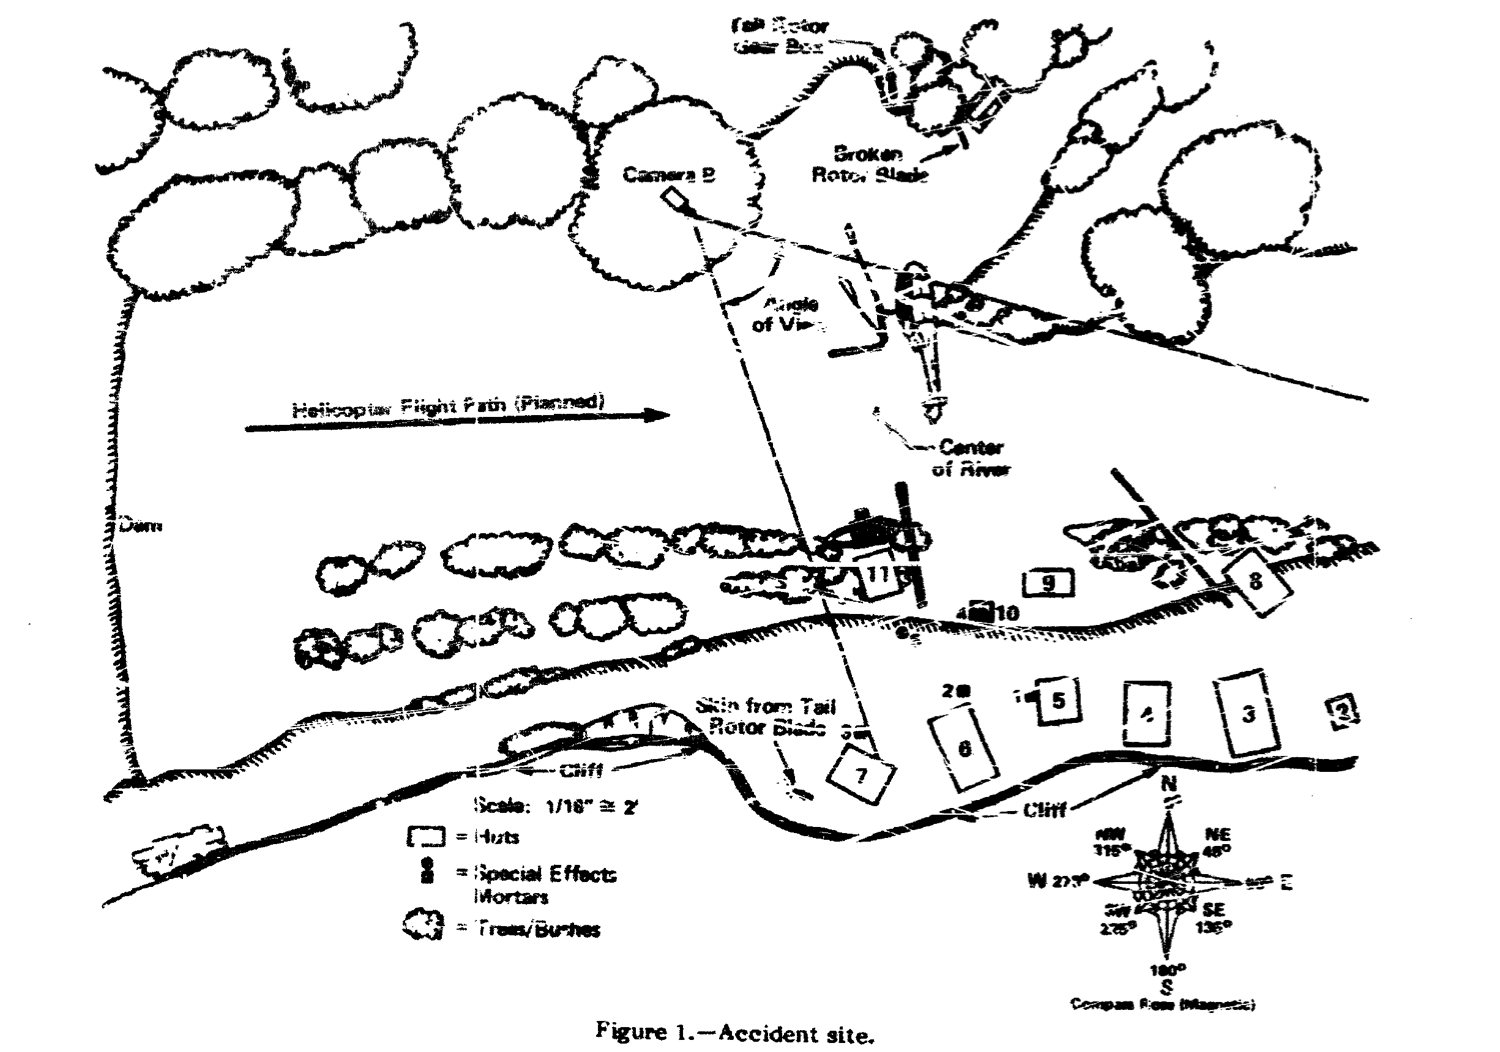 Tail Rotor
Gear Box
Broken
Rotor Blade
Camera B
Angle
of View
Helicopter Flight Path (Planned)
Center
of River
Dam
11
9
8
4
10
5
2
1
5
4
3
2
6
Skin from Tail
Rotor Blade
7
Cliff
Cliff
Scale: 1/16" ≅ 2'
= Huts
= Special Effects
Mortars
= Trees/Bushes
N
NW
315°
NE
45°
W 270°
E
SW
225°
SE
135°
180°
S
Compass Rose (Magnetic)
Figure 1.—Accident site.